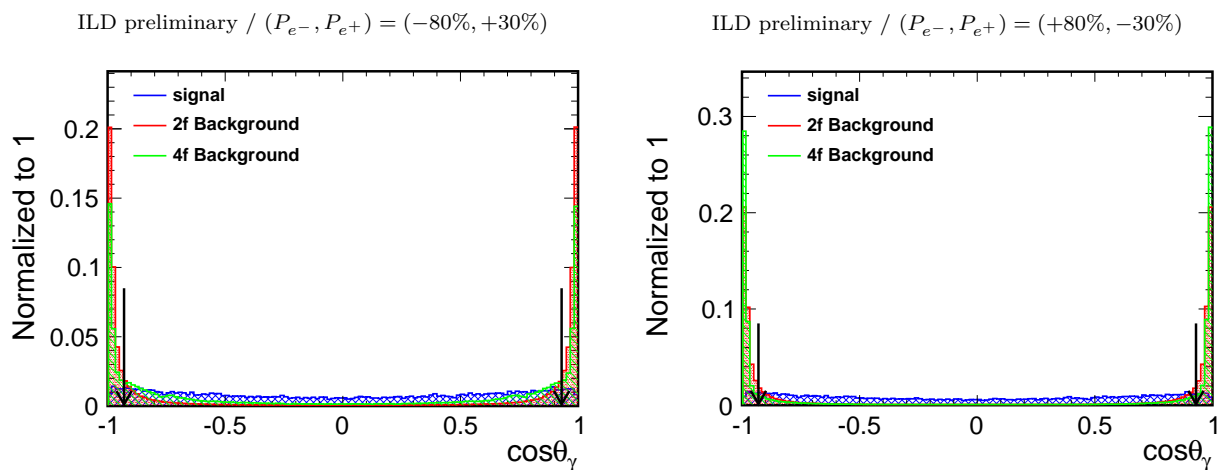 ILD preliminary / (P_{e−}, P_{e+}) = (−80%, +30%)
signal
2f Background
4f Background
Normalized to 1
0.2
0.15
0.1
0.05
0
-1 -0.5 0 0.5 1
cosθ_γ
ILD preliminary / (P_{e−}, P_{e+}) = (+80%, −30%)
signal
2f Background
4f Background
Normalized to 1
0.3
0.2
0.1
0
-1 -0.5 0 0.5 1
cosθ_γ